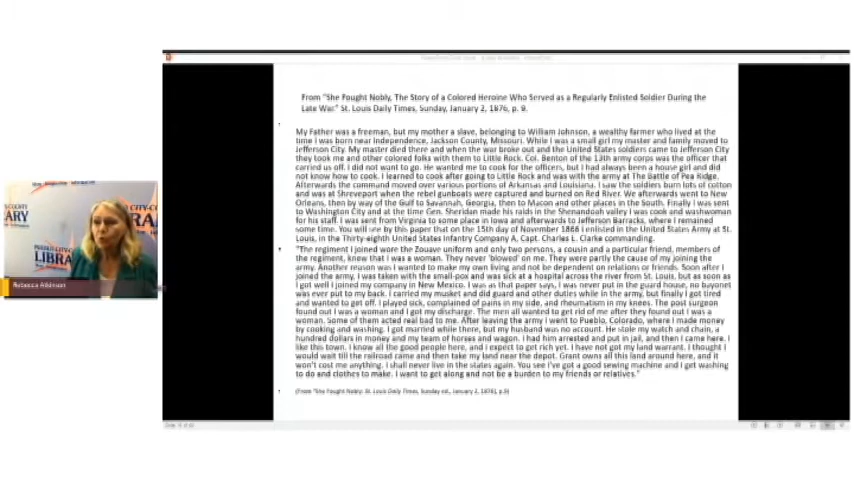 From "She Fought Nobly, The Story of a Colored Heroine Who Served as a Regularly Enlisted Soldier During the
Late War." St. Louis Daily Times, Sunday, January 2, 1876, p. 9.
My Father was a freeman, but my mother a slave, belonging to William Johnson, a wealthy farmer who lived at the
time I was born near Independence, Jackson County, Missouri. While I was a small girl my master and family moved to
Jefferson City. My master died there and when the war broke out and the United States soldiers came to Jefferson City
they took me and other colored folks with them to Little Rock. Col. Benton of the 13th army corps was the officer that
carried us off. I did not want to go. He wanted me to cook for the officers, but I had always been a house girl and did
not know how to cook. I learned to cook after going to Little Rock and was with the army at The Battle of Pea Ridge.
Afterwards the command moved over various portions of Arkansas and Louisiana. I saw the soldiers burn lots of cotton
and was at Shreveport when the rebel gunboats were captured and burned on Red River. We afterwards went to New
Orleans, then by way of the Gulf to Savannah, Georgia, then to Macon and other places in the South. Finally I was sent
to Washington City and at the time Gen. Sheridan made his raids in the Shenandoah valley I was cook and washwoman
for his staff. I was sent from Virginia to some place in Iowa and afterwards to Jefferson Barracks, where I remained
some time. You will see by this paper that on the 15th day of November 1866 I enlisted in the United States Army at St.
Louis, in the Thirty-eighth United States Infantry Company A, Capt. Charles L. Clarke commanding.
"The regiment I joined wore the Zouave uniform and only two persons, a cousin and a particular friend, members of
the regiment, knew that I was a woman. They never 'blowed' on me. They were partly the cause of my joining the
army. Another reason was I wanted to make my own living and not be dependent on relations or friends. Soon after I
joined the army, I was taken with the small-pox and was sick at a hospital across the river from St. Louis, but as soon as
I got well I joined my company in New Mexico. I was as that paper says, I was never put in the guard house, no bayonet
was ever put to my back. I carried my musket and did guard and other duties while in the army, but finally I got tired
and wanted to get off. I played sick, complained of pains in my side, and rheumatism in my knees. The post surgeon
found out I was a woman and I got my discharge. The men all wanted to get rid of me after they found out I was a
woman. Some of them acted real bad to me. After leaving the army I went to Pueblo, Colorado, where I made money
by cooking and washing. I got married while there, but my husband was no account. He stole my watch and chain, a
hundred dollars in money and my team of horses and wagon. I had him arrested and put in jail, and then I came here. I
like this town. I know all the good people here, and I expect to get rich yet. I have not got my land warrant. I thought I
would wait till the railroad came and then take my land near the depot. Grant owns all this land around here, and it
won't cost me anything. I shall never live in the states again. You see I've got a good sewing machine and I get washing
to do and clothes to make. I want to get along and not be a burden to my friends or relatives."
(From "She Fought Nobly. St. Louis Daily Times, Sunday ed., January 2, 1876), p.9)
LIBRA
Rebecca Atkinson